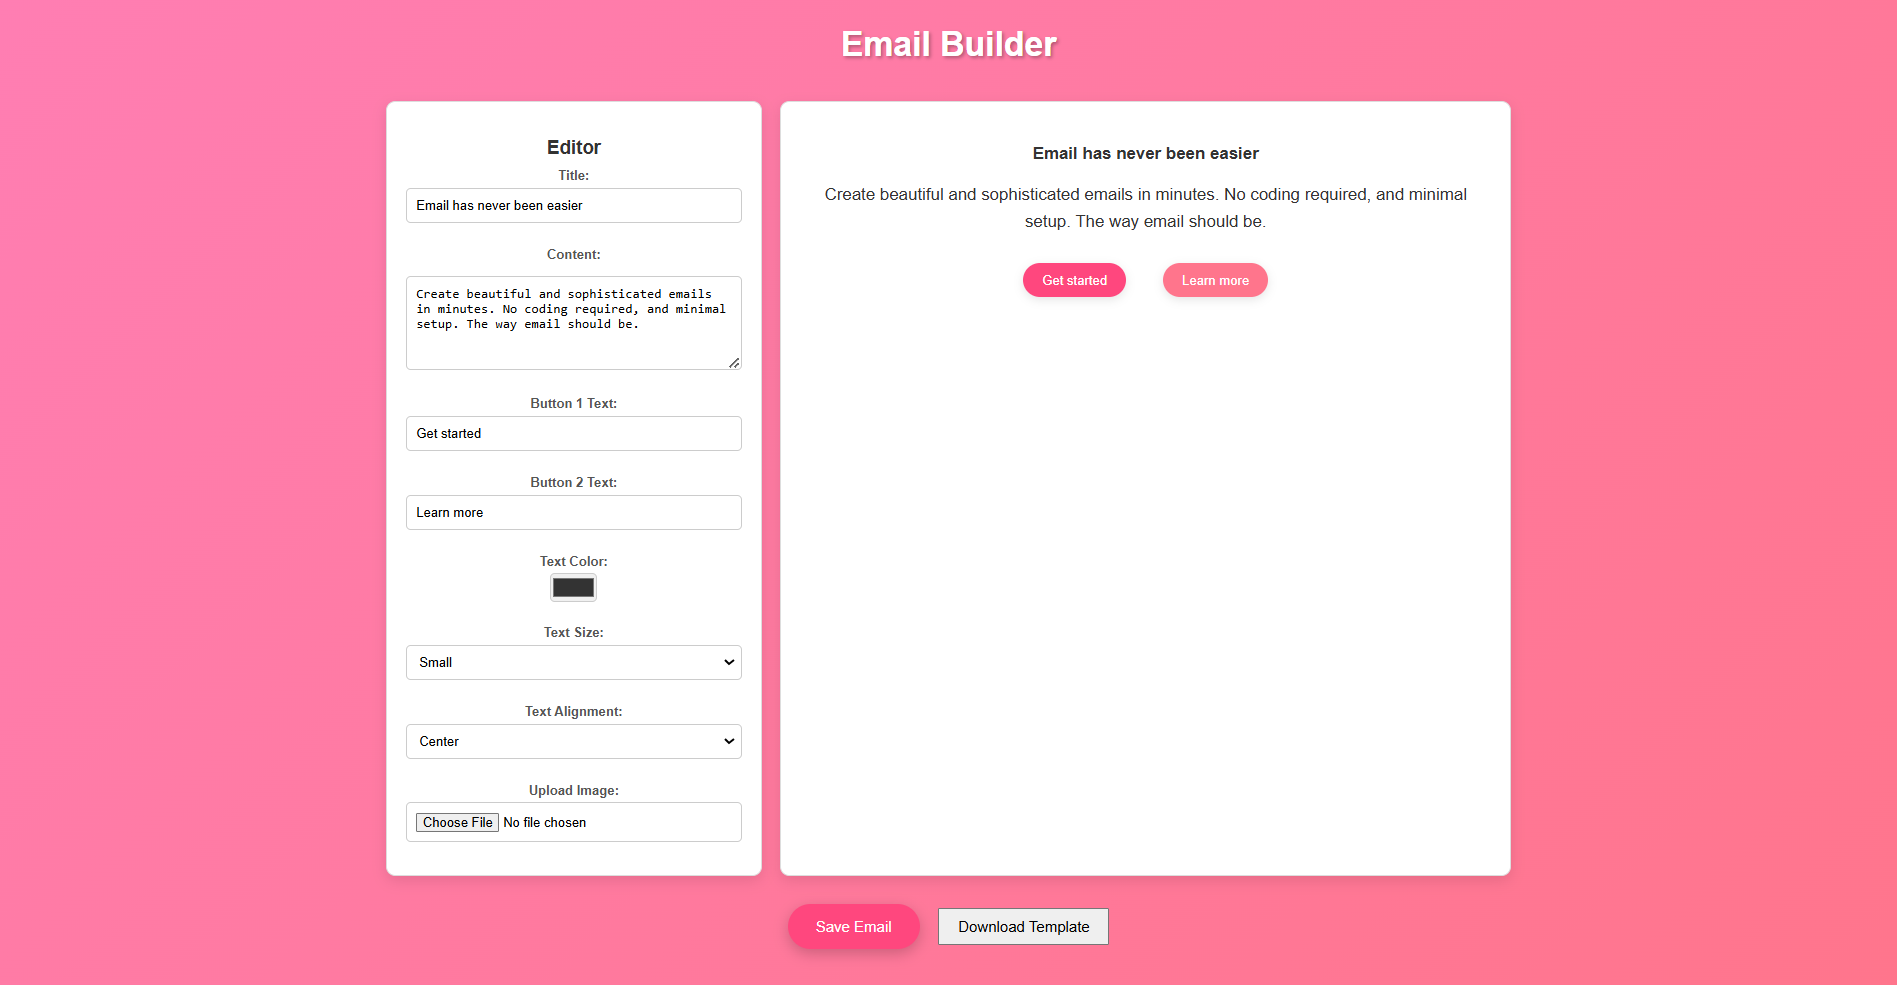 Email Builder
Editor
Title:
Email has never been easier
Content:
Create beautiful and sophisticated emails
in minutes. No coding required, and minimal
setup. The way email should be.
Button 1 Text:
Get started
Button 2 Text:
Learn more
Text Color:
Text Size:
Small
Text Alignment:
Center
Upload Image:
Choose File No file chosen
Email has never been easier
Create beautiful and sophisticated emails in minutes. No coding required, and minimal
setup. The way email should be.
Get started Learn more
Save Email Download Template